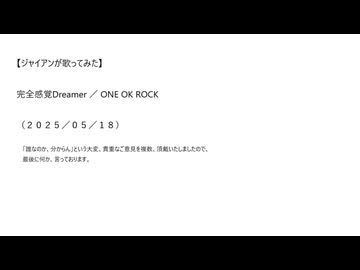 【ジャイアンが歌ってみた】
完全感覚Dreamer ／ ONE OK ROCK
（２０２５／０５／１８）
「誰なのか、分からん」という大変、貴重なご意見を複数、頂戴いたしましたので、
最後に何か、言っております。